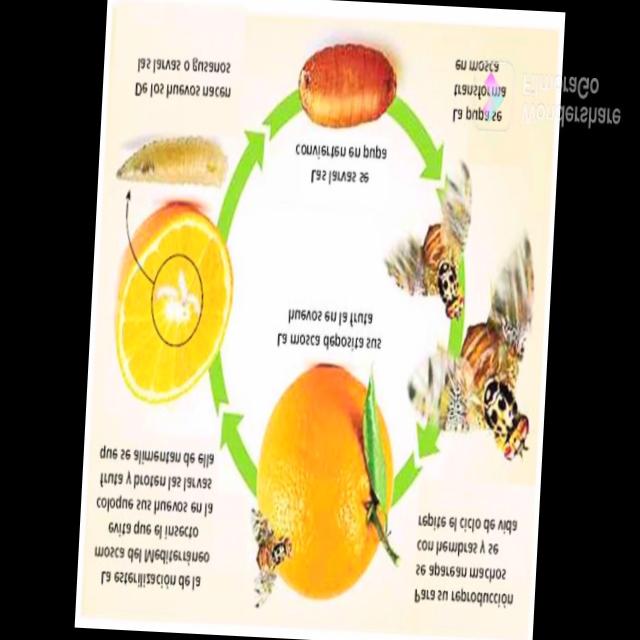 La esterilización de la
mosca del Mediterráneo
evita que el insecto
coloque sus huevos en la
fruta y broten las larvas
que se alimentan de ella
Para su reproducción
se aparean machos
con hembras y se
repite el ciclo de vida
La mosca deposita sus
huevos en la fruta
Las larvas se
convierten en pupa
De los huevos nacen
las larvas o gusanos
La pupa se
transforma
en mosca
Wondershare
FilmoraGo